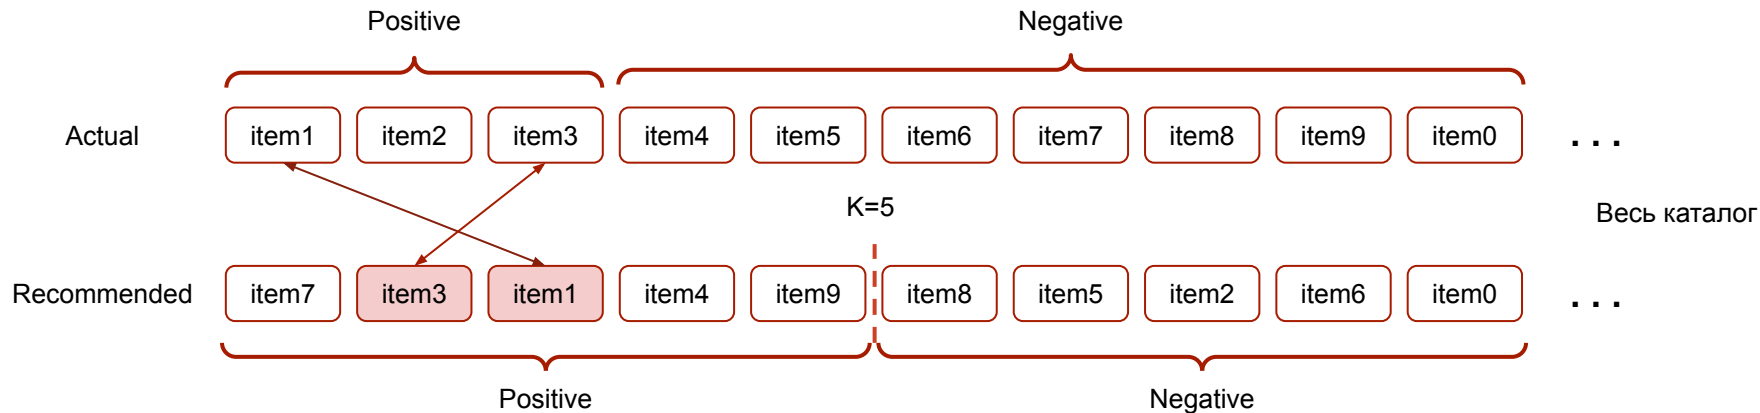 Positive Negative
Actual item1 item2 item3 item4 item5 item6 item7 item8 item9 item0 . . .
K=5
Весь каталог
Recommended item7 item3 item1 item4 item9 item8 item5 item2 item6 item0 . . .
Positive Negative